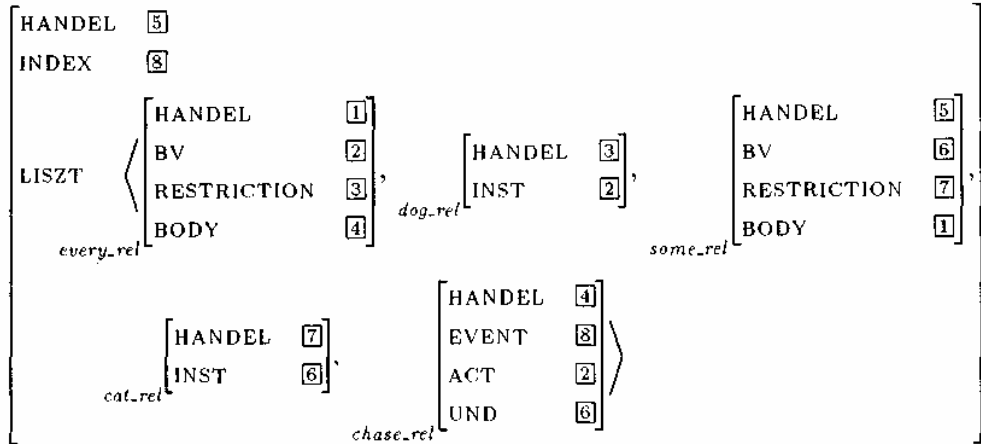 HANDEL 5
INDEX 8
LISZT ⟨ every_rel [HANDEL 1
BV 2
RESTRICTION 3
BODY 4],
dog_rel [HANDEL 3
INST 2],
some_rel [HANDEL 5
BV 6
RESTRICTION 7
BODY 1],
cat_rel [HANDEL 7
INST 6],
chase_rel [HANDEL 4
EVENT 8
ACT 2
UND 6] ⟩